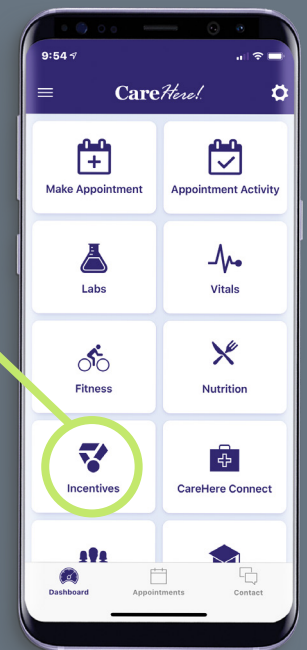 9:54
CareHere!
Make Appointment
Appointment Activity
Labs
Vitals
Fitness
Nutrition
Incentives
CareHere Connect
Dashboard
Appointments
Contact